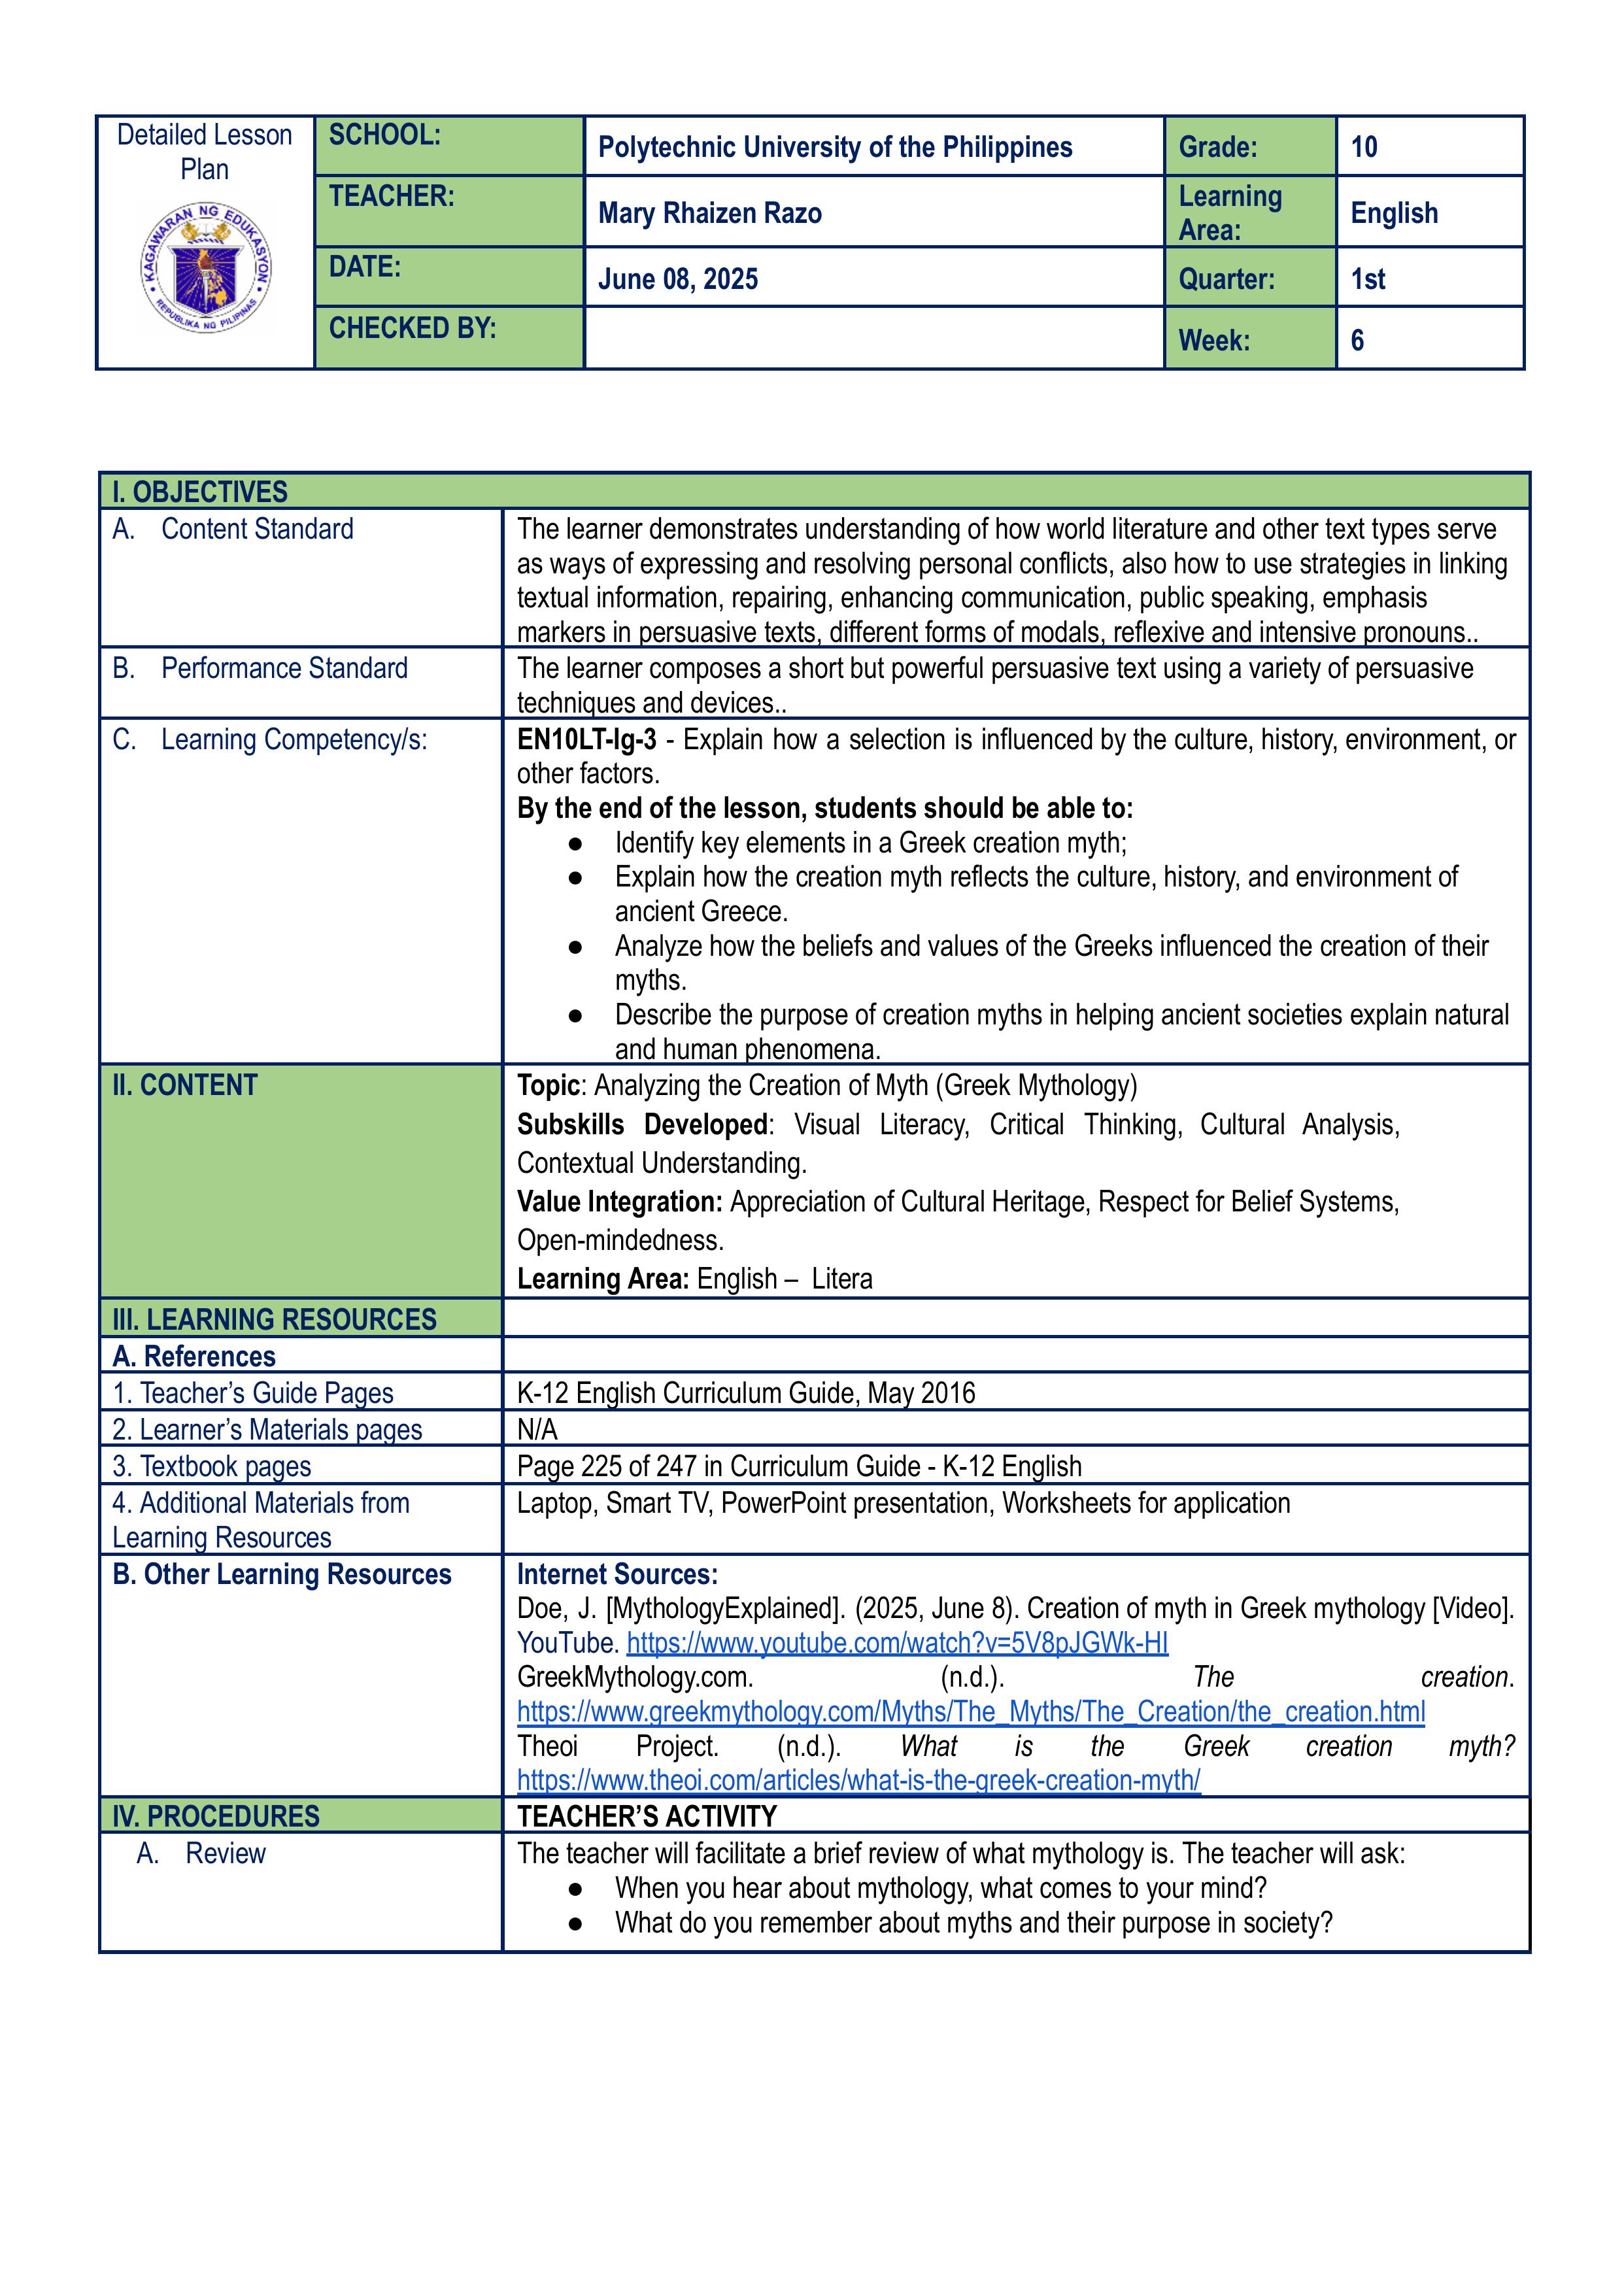 Detailed Lesson
Plan
KAGAWARAN NG EDUKASYON
REPUBLIKA NG PILIPINAS
SCHOOL:
Polytechnic University of the Philippines
Grade:
10
TEACHER:
Mary Rhaizen Razo
Learning
Area:
English
DATE:
June 08, 2025
Quarter:
1st
CHECKED BY:
Week:
6
I. OBJECTIVES
A. Content Standard
The learner demonstrates understanding of how world literature and other text types serve
as ways of expressing and resolving personal conflicts, also how to use strategies in linking
textual information, repairing, enhancing communication, public speaking, emphasis
markers in persuasive texts, different forms of modals, reflexive and intensive pronouns..
B. Performance Standard
The learner composes a short but powerful persuasive text using a variety of persuasive
techniques and devices..
C. Learning Competency/s:
EN10LT-Ig-3 - Explain how a selection is influenced by the culture, history, environment, or
other factors.
By the end of the lesson, students should be able to:
● Identify key elements in a Greek creation myth;
● Explain how the creation myth reflects the culture, history, and environment of
ancient Greece.
● Analyze how the beliefs and values of the Greeks influenced the creation of their
myths.
● Describe the purpose of creation myths in helping ancient societies explain natural
and human phenomena.
II. CONTENT
Topic: Analyzing the Creation of Myth (Greek Mythology)
Subskills Developed: Visual Literacy, Critical Thinking, Cultural Analysis,
Contextual Understanding.
Value Integration: Appreciation of Cultural Heritage, Respect for Belief Systems,
Open-mindedness.
Learning Area: English – Litera
III. LEARNING RESOURCES
A. References
1. Teacher’s Guide Pages
K-12 English Curriculum Guide, May 2016
2. Learner’s Materials pages
N/A
3. Textbook pages
Page 225 of 247 in Curriculum Guide - K-12 English
4. Additional Materials from
Learning Resources
Laptop, Smart TV, PowerPoint presentation, Worksheets for application
B. Other Learning Resources
Internet Sources:
Doe, J. [MythologyExplained]. (2025, June 8). Creation of myth in Greek mythology [Video].
YouTube. https://www.youtube.com/watch?v=5V8pJGWk-HI
GreekMythology.com. (n.d.). The creation.
https://www.greekmythology.com/Myths/The_Myths/The_Creation/the_creation.html
Theoi Project. (n.d.). What is the Greek creation myth?
https://www.theoi.com/articles/what-is-the-greek-creation-myth/
IV. PROCEDURES
TEACHER’S ACTIVITY
A. Review
The teacher will facilitate a brief review of what mythology is. The teacher will ask:
● When you hear about mythology, what comes to your mind?
● What do you remember about myths and their purpose in society?